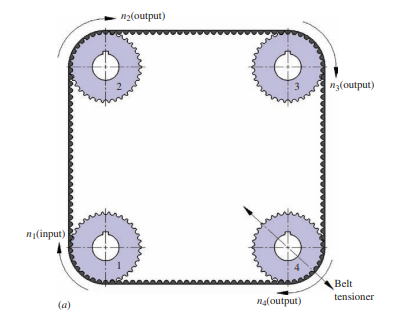 n2(output)
2
3
n3(output)
n1(input)
1
4
n4(output)
Belt
tensioner
(a)